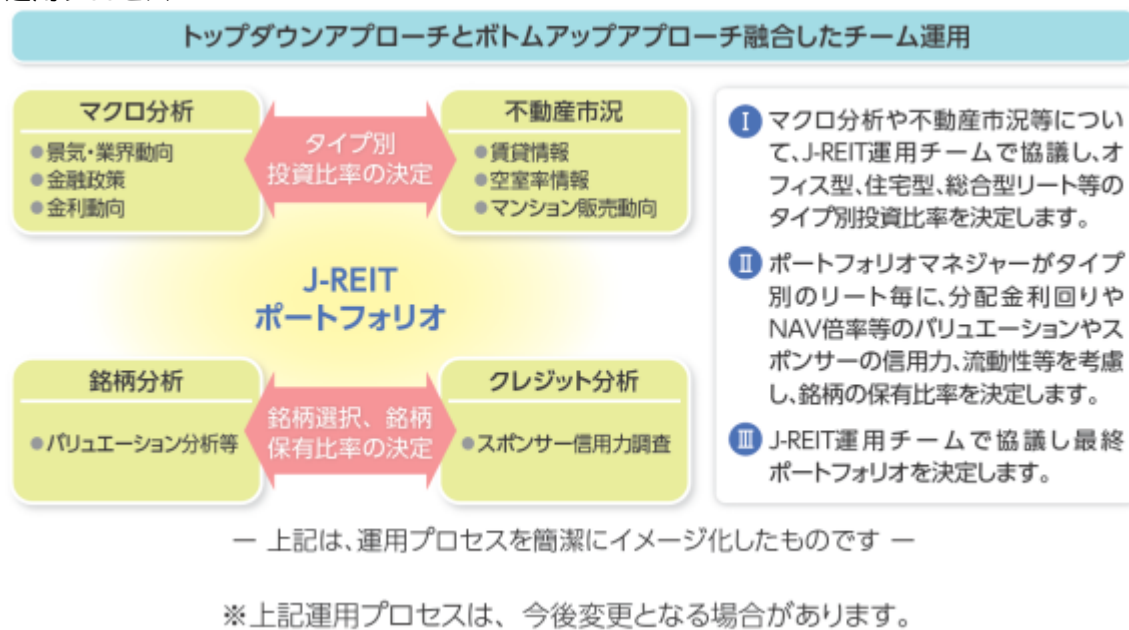 トップダウンアプローチとボトムアップアプローチ融合したチーム運用
マクロ分析
●景気・業界動向
●金融政策
●金利動向
タイプ別
投資比率の決定
不動産市況
●賃貸情報
●空室率情報
●マンション販売動向
J-REIT
ポートフォリオ
銘柄分析
●バリュエーション分析等
銘柄選択、銘柄
保有比率の決定
クレジット分析
●スポンサー信用力調査
Ⅰ マクロ分析や不動産市況等につい
て、J-REIT運用チームで協議し、オ
フィス型、住宅型、総合型リート等の
タイプ別投資比率を決定します。
Ⅱ ポートフォリオマネジャーがタイプ
別のリート毎に、分配金利回りや
NAV倍率等のバリュエーションやス
ポンサーの信用力、流動性等を考慮
し、銘柄の保有比率を決定します。
Ⅲ J-REIT運用チームで協議し最終
ポートフォリオを決定します。
ー 上記は、運用プロセスを簡潔にイメージ化したものです ー
※上記運用プロセスは、今後変更となる場合があります。